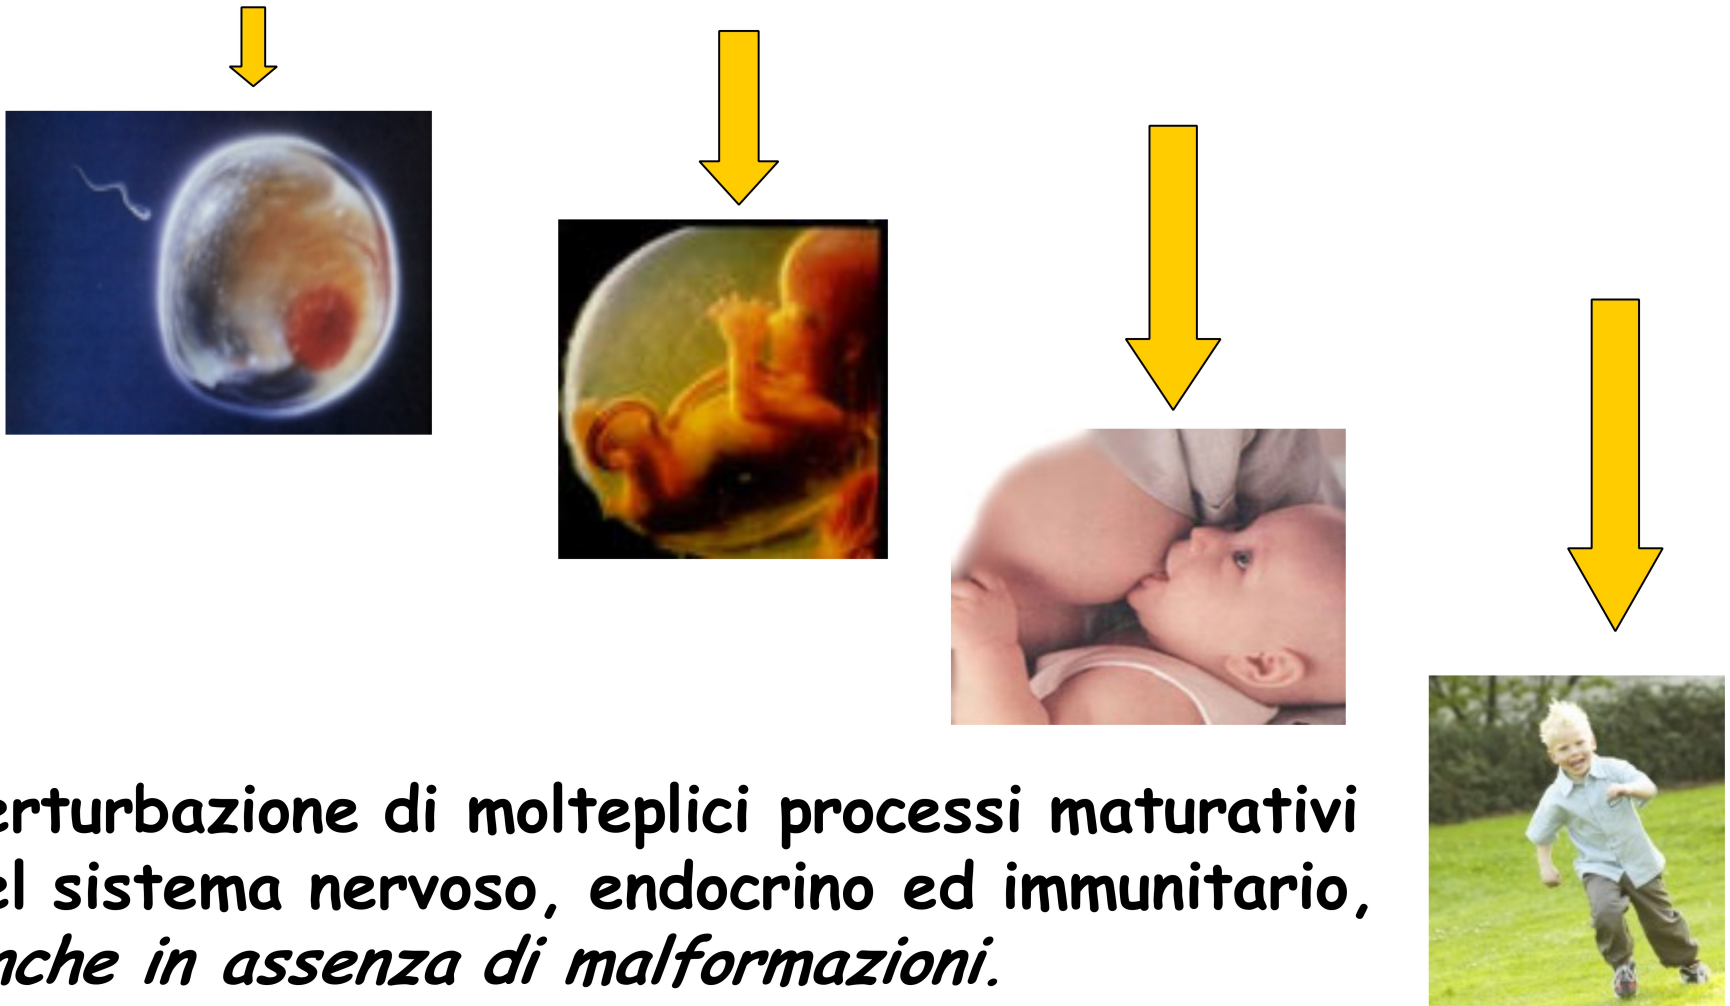 erturbazione di molteplici processi maturativi
el sistema nervoso, endocrino ed immunitario,
nche in assenza di malformazioni.